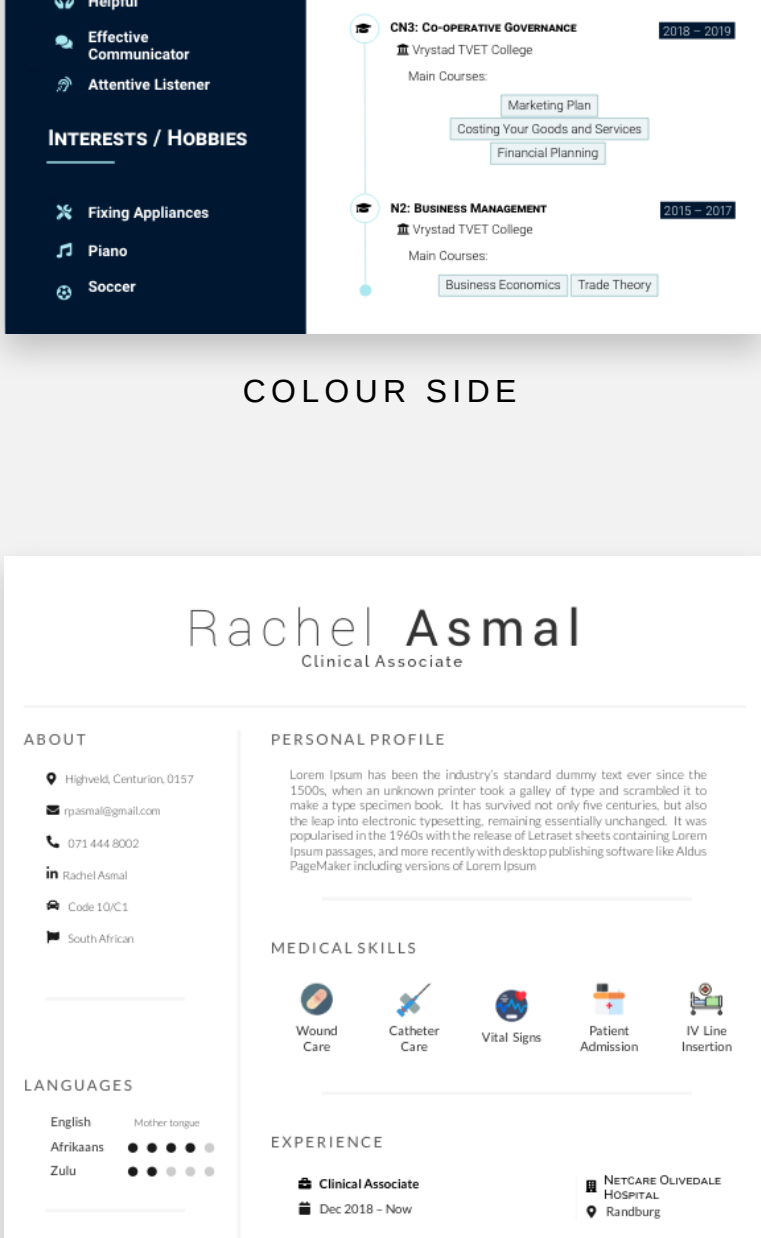 Helpful
Effective
Communicator
Attentive Listener
INTERESTS / HOBBIES
Fixing Appliances
Piano
Soccer
CN3: CO-OPERATIVE GOVERNANCE
2018 – 2019
Vrystad TVET College
Main Courses:
Marketing Plan
Costing Your Goods and Services
Financial Planning
N2: BUSINESS MANAGEMENT
2015 – 2017
Vrystad TVET College
Main Courses:
Business Economics Trade Theory
COLOUR SIDE
Rachel Asmal
Clinical Associate
ABOUT
Highveld, Centurion, 0157
rpasmal@gmail.com
071 444 8002
in Rachel Asmal
Code 10/C1
South African
LANGUAGES
English Mother tongue
Afrikaans
Zulu
PERSONAL PROFILE
Lorem Ipsum has been the industry's standard dummy text ever since the
1500s, when an unknown printer took a galley of type and scrambled it to
make a type specimen book. It has survived not only five centuries, but also
the leap into electronic typesetting, remaining essentially unchanged. It was
popularised in the 1960s with the release of Letraset sheets containing Lorem
Ipsum passages, and more recently with desktop publishing software like Aldus
PageMaker including versions of Lorem Ipsum
MEDICAL SKILLS
Wound
Care
Catheter
Care
Vital Signs
Patient
Admission
IV Line
Insertion
EXPERIENCE
Clinical Associate
Dec 2018 – Now
NETCARE OLIVEDALE
HOSPITAL
Randburg